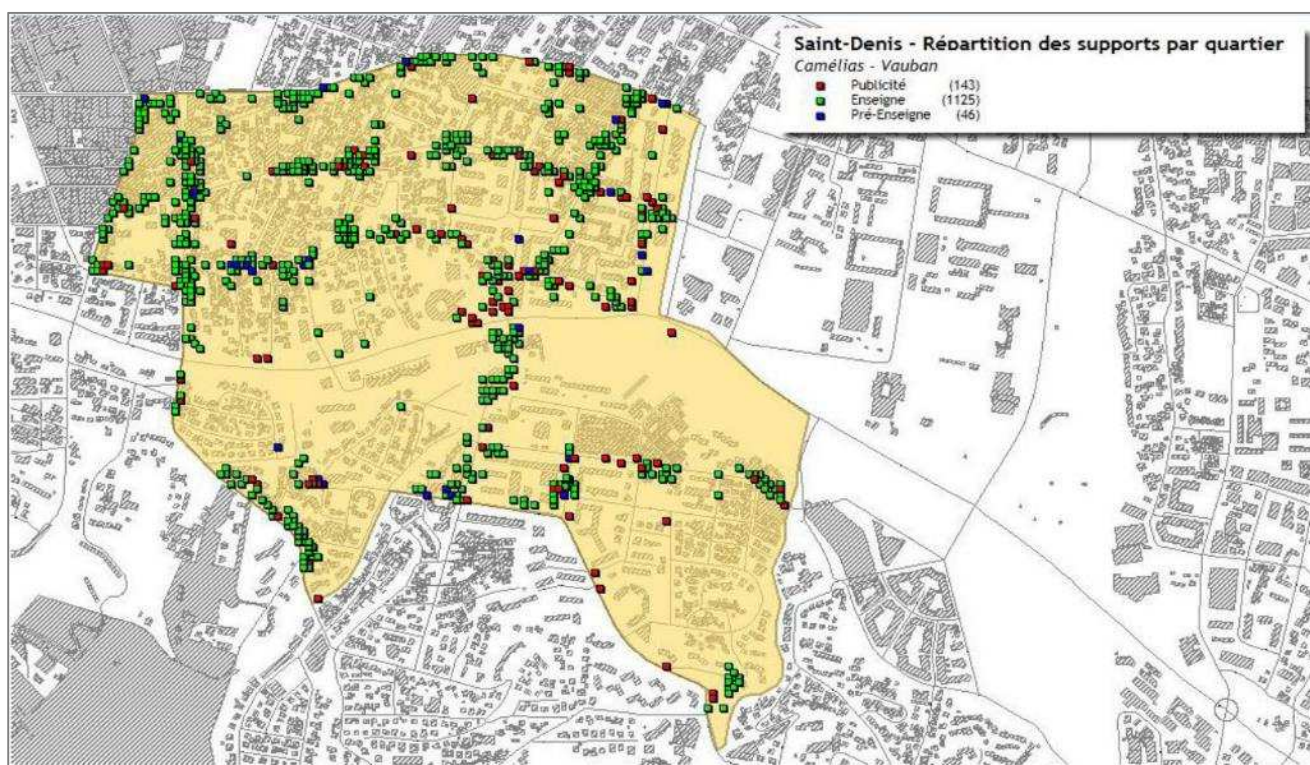 Saint-Denis - Répartition des supports par quartier
Camélias - Vauban
Publicité (143)
Enseigne (1125)
Pré-Enseigne (46)